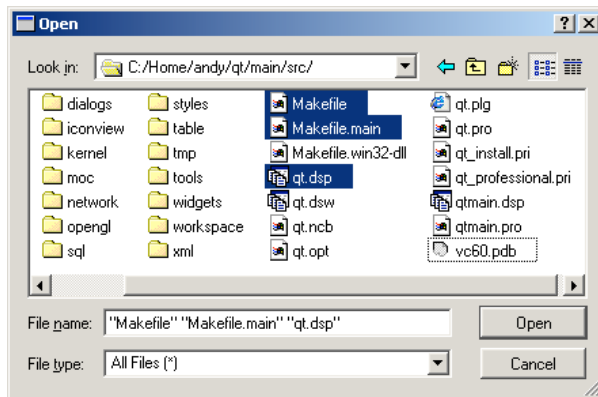 Open
Look in: C:/Home/andy/qt/main/src/
dialogs styles Makefile qt.plg
iconview table Makefile.main qt.pro
kernel tmp Makefile.win32-dll qt_install.pri
moc tools qt.dsp qt_professional.pri
network widgets qt.dsw qtmain.dsp
opengl workspace qt.ncb qtmain.pro
sql xml qt.opt vc60.pdb
File name: "Makefile" "Makefile.main" "qt.dsp" Open
File type: All Files (*) Cancel